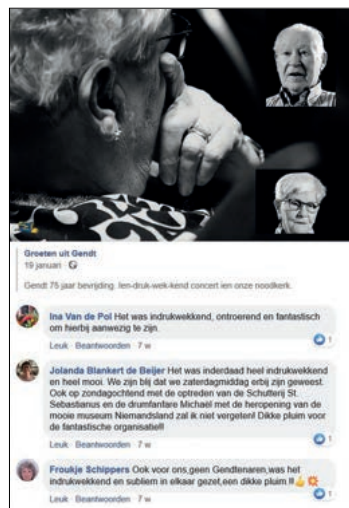 Groeten uit Gendt
19 januari
Gendt 75 jaar bevrijding. Ien-druk-wek-kend concert ien onze noodkerk.
Ina Van de Pol Het was indrukwekkend, ontroerend en fantastisch
om hierbij aanwezig te zijn.
1
Leuk · Beantwoorden · 7 w
Jolanda Blankert de Beijer Het was inderdaad heel indrukwekkend
en heel mooi. We zijn blij dat we zaterdagmiddag erbij zijn geweest.
Ook op zondagochtend met de optreden van de Schutterij St.
Sebastianus en de drumfanfare Michaël met de heropening van de
mooie museum Niemandsland zal ik niet vergeten! Dikke pluim voor
de fantastische organisatie!!
1
Leuk · Beantwoorden · 7 w
Froukje Schippers Ook voor ons,geen Gendtenaren,was het
indrukwekkend en subliem in elkaar gezet,een dikke pluim.!!👍💥
1
Leuk · Beantwoorden · 7 w